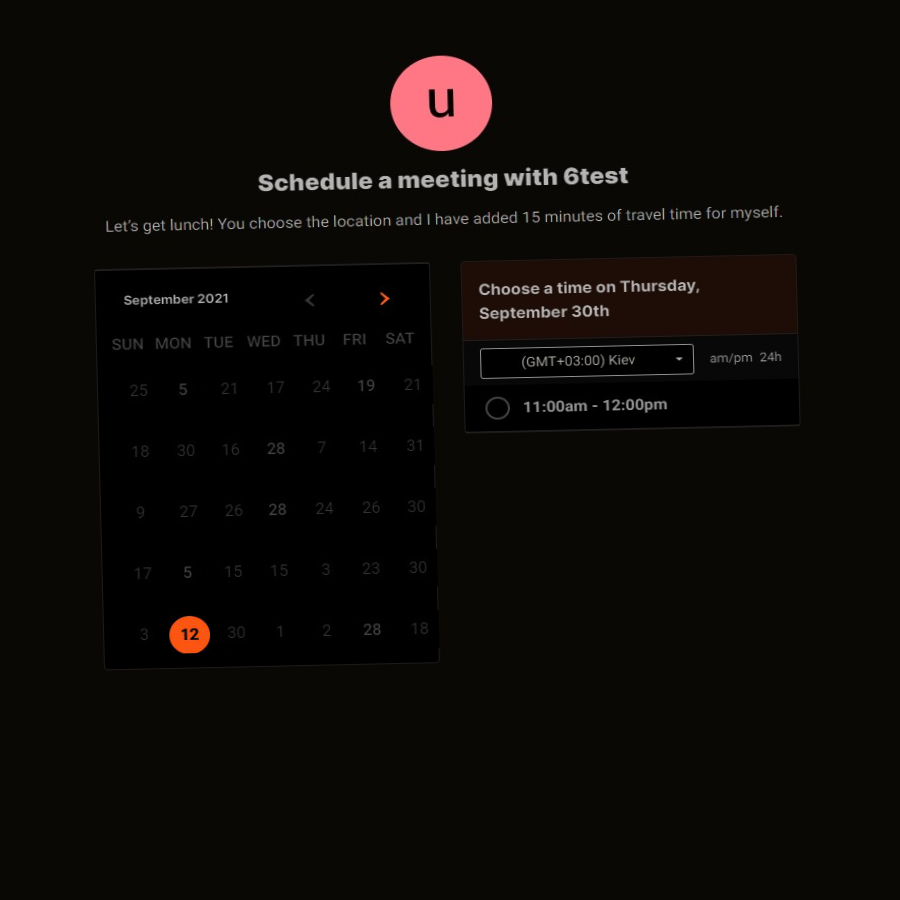 u
Schedule a meeting with 6test
Let's get lunch! You choose the location and I have added 15 minutes of travel time for myself.
September 2021
SUN MON TUE WED THU FRI SAT
25 5 21 17 24 19 21
18 30 16 28 7 14 31
9 27 26 28 24 26 30
17 5 15 15 3 23 30
3 12 30 1 2 28 18
Choose a time on Thursday,
September 30th
(GMT+03:00) Kiev am/pm 24h
11:00am - 12:00pm